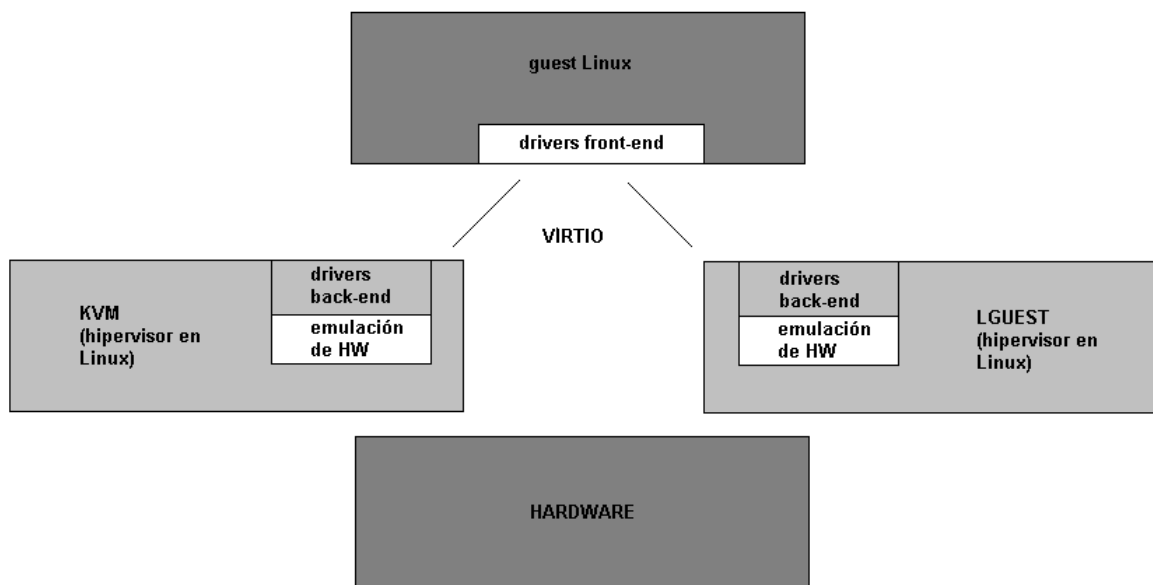 guest Linux
drivers front-end
VIRTIO
KVM
(hipervisor en
Linux)
drivers
back-end
emulación
de HW
drivers
back-end
emulación
de HW
LGUEST
(hipervisor en
Linux)
HARDWARE